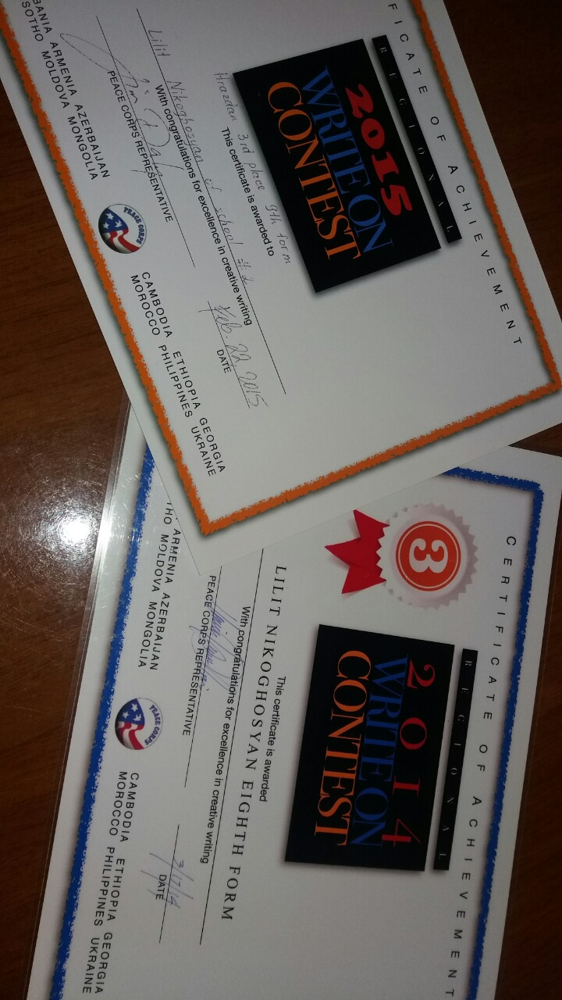 FICATE OF ACHIEVEMENT
REGIONAL
2015
WRITE ON
CONTEST
Hrazdan 3rd place 9th form
This certificate is awarded to
Lilit Nikoghosyan of school #2
With congratulations for excellence in creative writing
PEACE CORPS REPRESENTATIVE
Feb. 22, 2015
DATE
PEACE CORPS
BANIA ARMENIA AZERBAIJAN
SOTHO MOLDOVA MONGOLIA
CAMBODIA ETHIOPIA GEORGIA
MOROCCO PHILIPPINES UKRAINE
CERTIFICATE OF ACHIEVEMENT
REGIONAL
3
2014
WRITE ON
CONTEST
This certificate is awarded
LILIT NIKOGHOSYAN EIGHTH FORM
With congratulations for excellence in creative writing
PEACE CORPS REPRESENTATIVE
3/7/14
DATE
PEACE CORPS
ARMENIA AZERBAIJAN
THO MOLDOVA MONGOLIA
CAMBODIA ETHIOPIA GEORGIA
MOROCCO PHILIPPINES UKRAINE